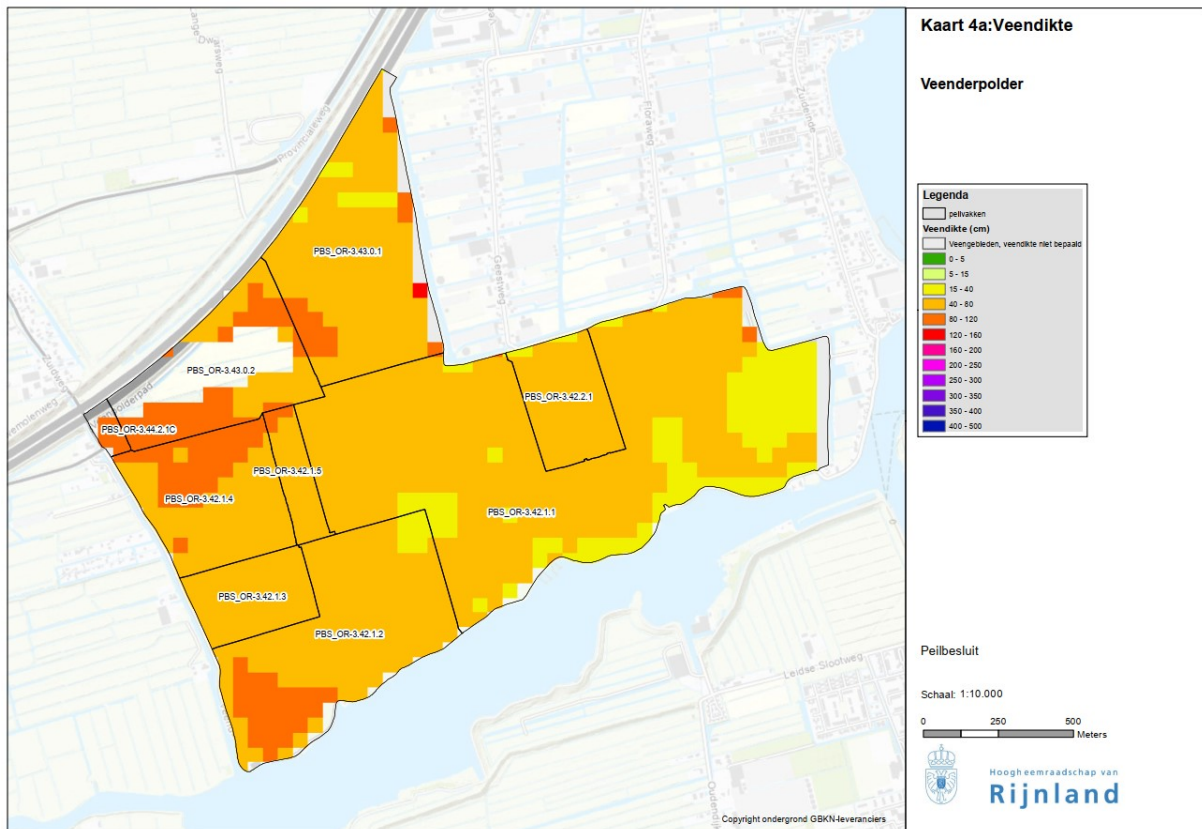 Kaart 4a:Veendikte
Veenderpolder
Legenda
peilvakken
Veendikte (cm)
Veengebieden, veendikte niet bepaald
0 - 5
5 - 15
15 - 40
40 - 80
80 - 120
120 - 160
160 - 200
200 - 250
250 - 300
300 - 350
350 - 400
400 - 500
Provincialeweg
Geestweg
Floraweg
Zuideinde
Zuidweg
PBS_OR-3.43.0.1
PBS_OR-3.43.0.2
PBS_OR-3.44.2.1C
PBS_OR-3.42.2.1
PBS_OR-3.42.1.5
PBS_OR-3.42.1.4
PBS_OR-3.42.1.1
PBS_OR-3.42.1.3
PBS_OR-3.42.1.2
Leidse Slootweg
Peilbesluit
Schaal: 1:10.000
0 250 500
Meters
Hoogheemraadschap van
Rijnland
Copyright ondergrond GBKN-leveranciers